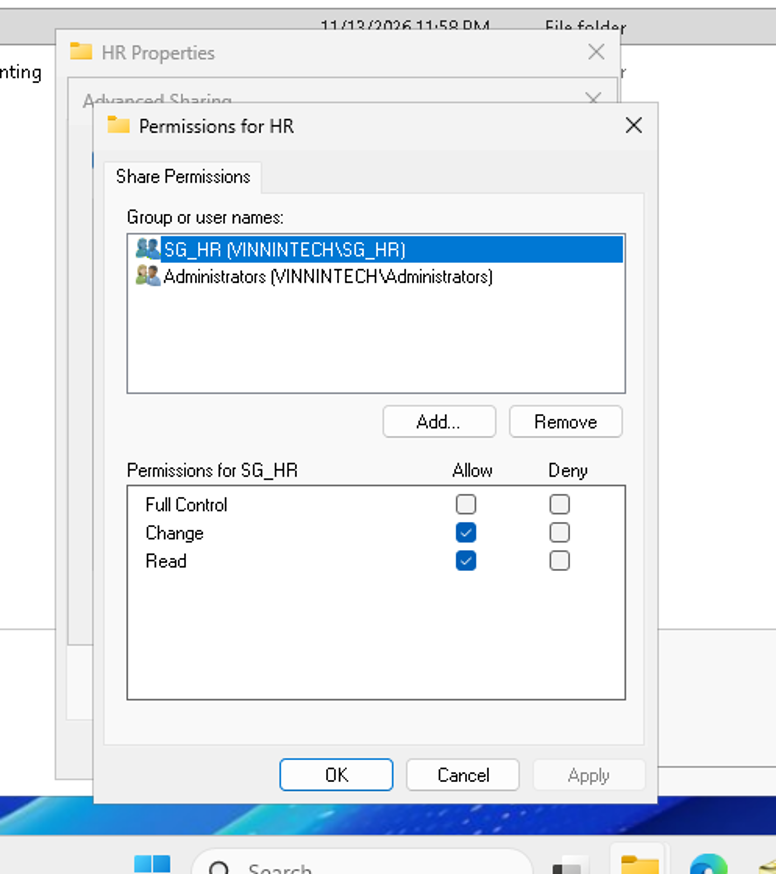 11/13/2026 11:58 PM File folder
HR Properties
nting
r
Advanced Sharing
Permissions for HR
Share Permissions
Group or user names:
SG_HR (VINNINTECH\SG_HR)
Administrators (VINNINTECH\Administrators)
Add... Remove
Permissions for SG_HR Allow Deny
Full Control
Change
Read
OK Cancel Apply
Search